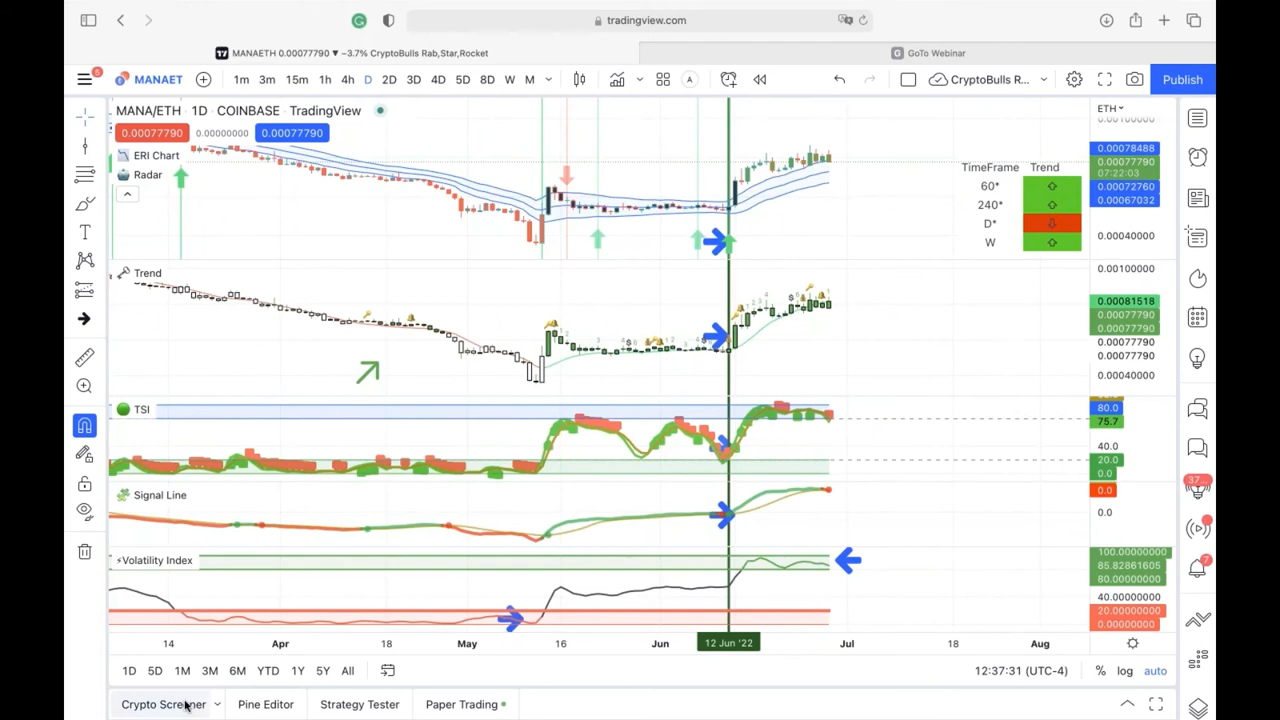 tradingview.com
MANAETH 0.00077790 ▼ −3.7% CryptoBulls Rab,Star,Rocket
GoTo Webinar
MANAET 1m 3m 15m 1h 4h D 2D 3D 4D 5D 8D W M A CryptoBulls R... Publish
MANA/ETH · 1D · COINBASE · TradingView
ETH
0.00077790 0.00000000 0.00077790
ERI Chart
Radar
TimeFrame Trend
60*
240*
D*
W
0.00100000
0.00078488
0.00077790
07:22:03
0.00072760
0.00067032
0.00040000
Trend
0.00100000
0.00081518
0.00077790
0.00077790
0.00077790
0.00077790
0.00040000
TSI
80.0
75.7
40.0
20.0
0.0
Signal Line
0.0
0.0
Volatility Index
100.00000000
85.82861605
80.00000000
40.00000000
20.00000000
0.00000000
14 Apr 18 May 16 Jun 12 Jun '22 Jul 18 Aug
1D 5D 1M 3M 6M YTD 1Y 5Y All 12:37:31 (UTC-4) % log auto
Crypto Screener Pine Editor Strategy Tester Paper Trading